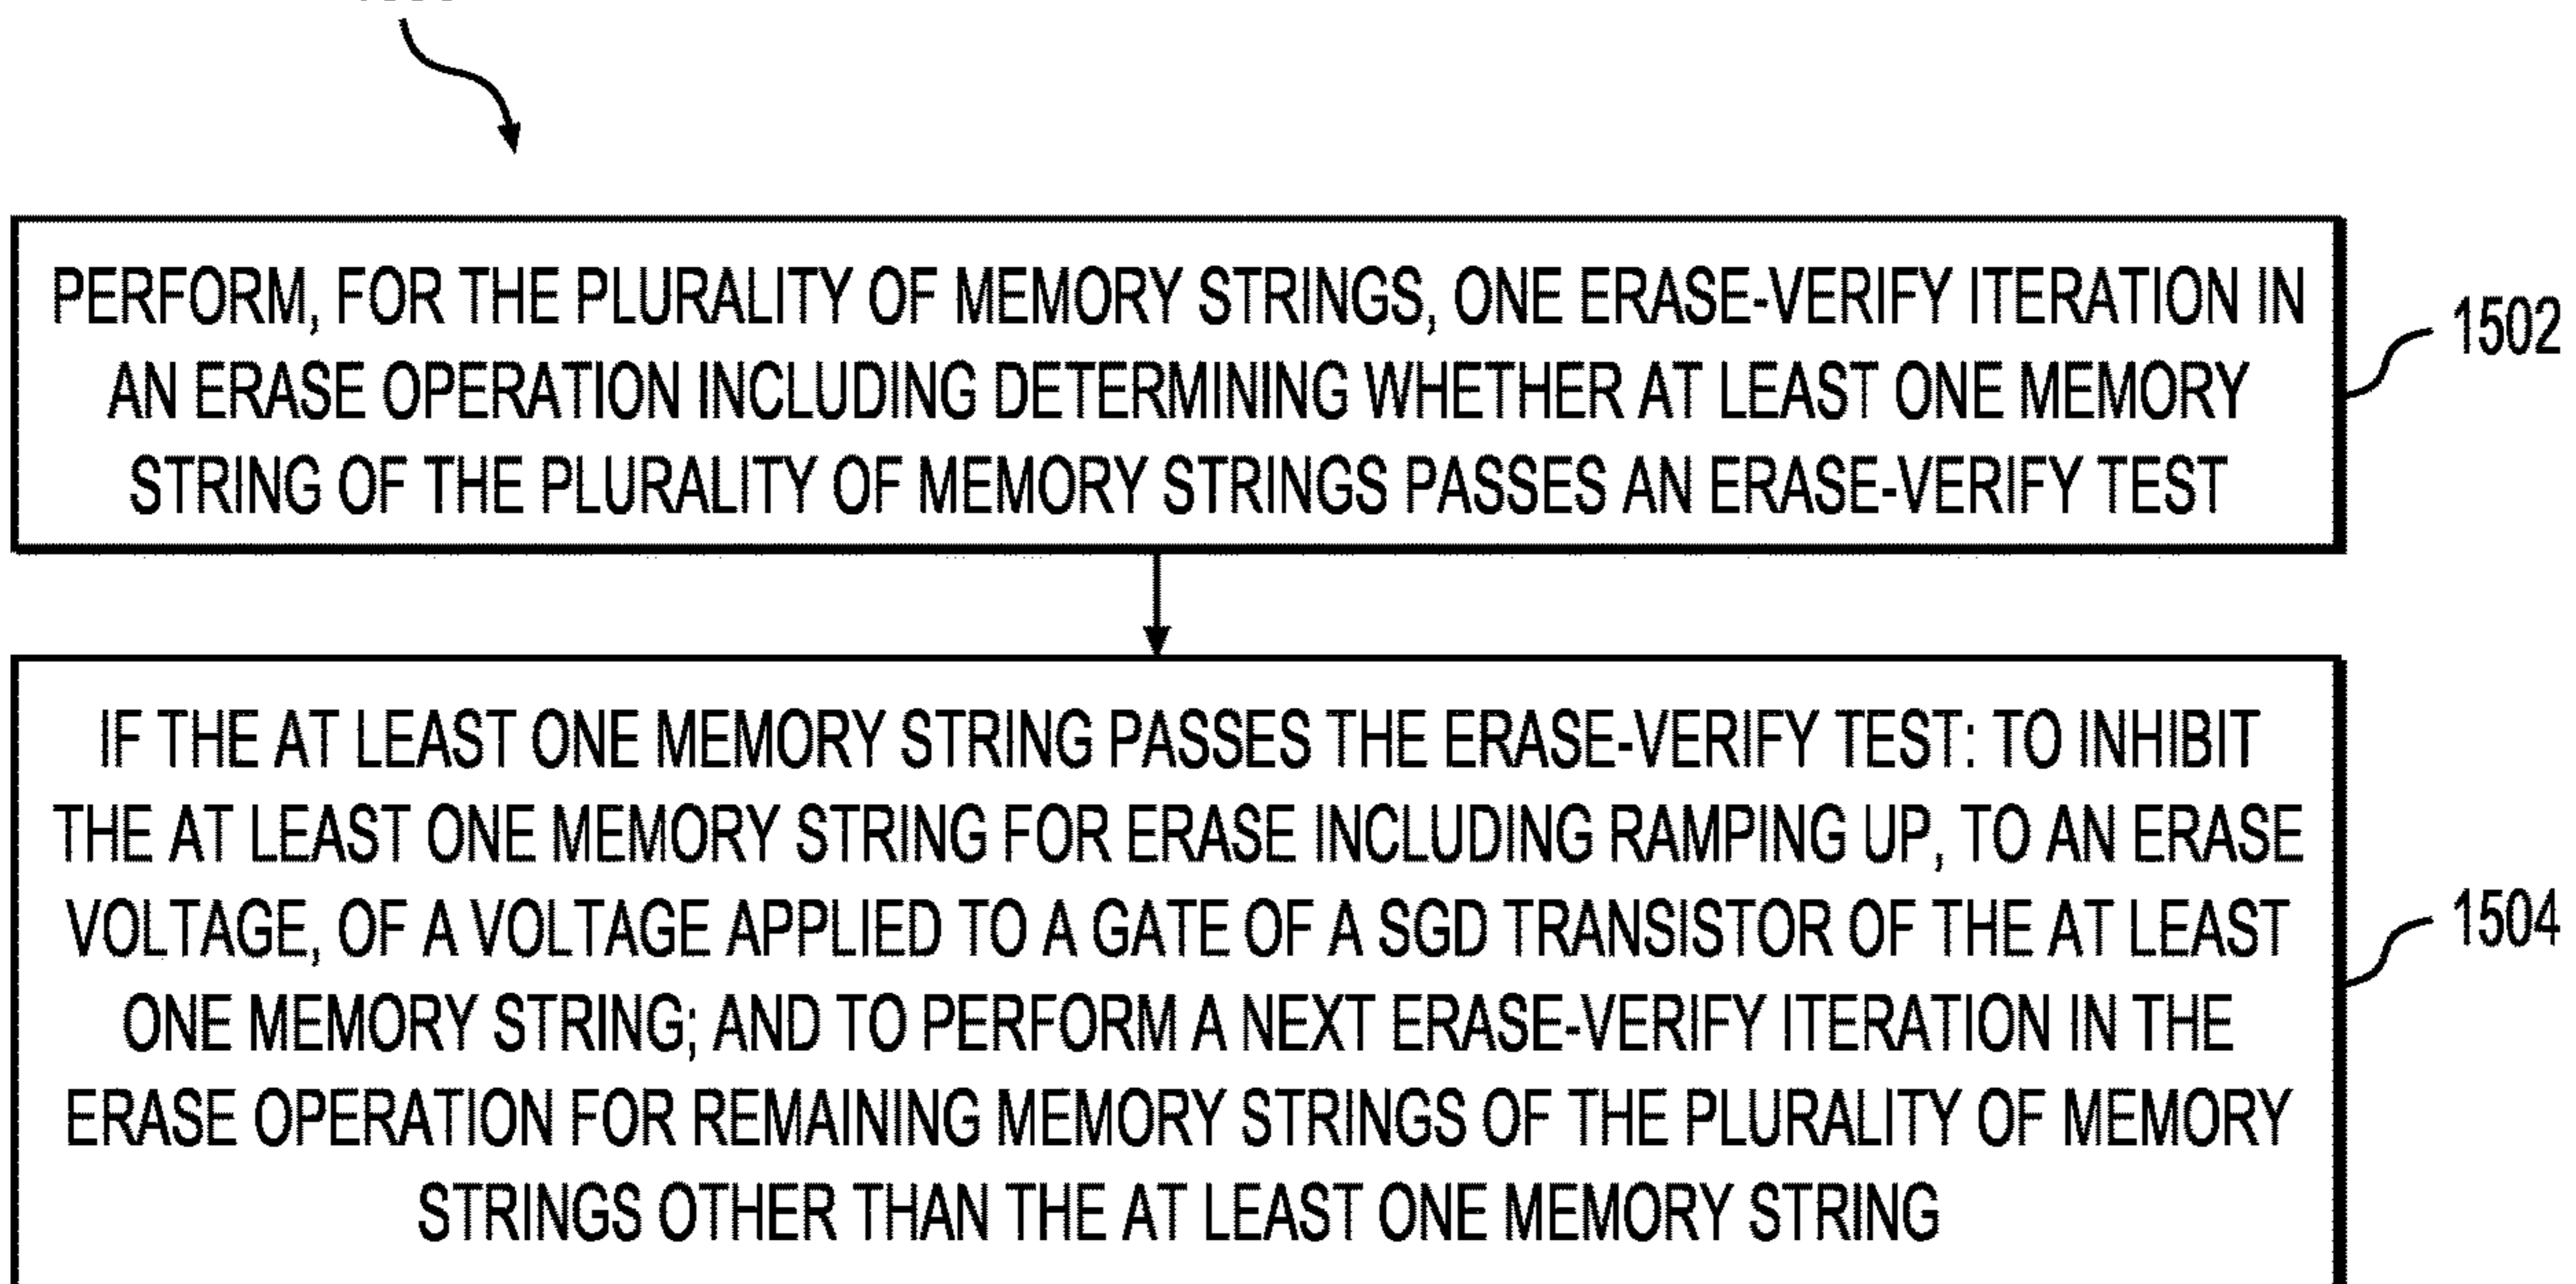 PERFORM, FOR THE PLURALITY OF MEMORY STRINGS, ONE ERASE-VERIFY ITERATION IN
AN ERASE OPERATION INCLUDING DETERMINING WHETHER AT LEAST ONE MEMORY
STRING OF THE PLURALITY OF MEMORY STRINGS PASSES AN ERASE-VERIFY TEST
1502
IF THE AT LEAST ONE MEMORY STRING PASSES THE ERASE-VERIFY TEST: TO INHIBIT
THE AT LEAST ONE MEMORY STRING FOR ERASE INCLUDING RAMPING UP, TO AN ERASE
VOLTAGE, OF A VOLTAGE APPLIED TO A GATE OF A SGD TRANSISTOR OF THE AT LEAST
ONE MEMORY STRING; AND TO PERFORM A NEXT ERASE-VERIFY ITERATION IN THE
ERASE OPERATION FOR REMAINING MEMORY STRINGS OF THE PLURALITY OF MEMORY
STRINGS OTHER THAN THE AT LEAST ONE MEMORY STRING
1504